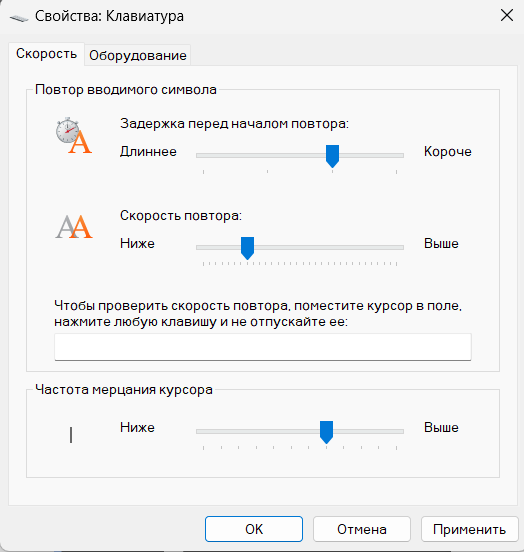 Свойства: Клавиатура
Скорость
Оборудование
Повтор вводимого символа
Задержка перед началом повтора:
Длиннее
Короче
Скорость повтора:
Ниже
Выше
Чтобы проверить скорость повтора, поместите курсор в поле,
нажмите любую клавишу и не отпускайте ее:
Частота мерцания курсора
Ниже
Выше
OK
Отмена
Применить